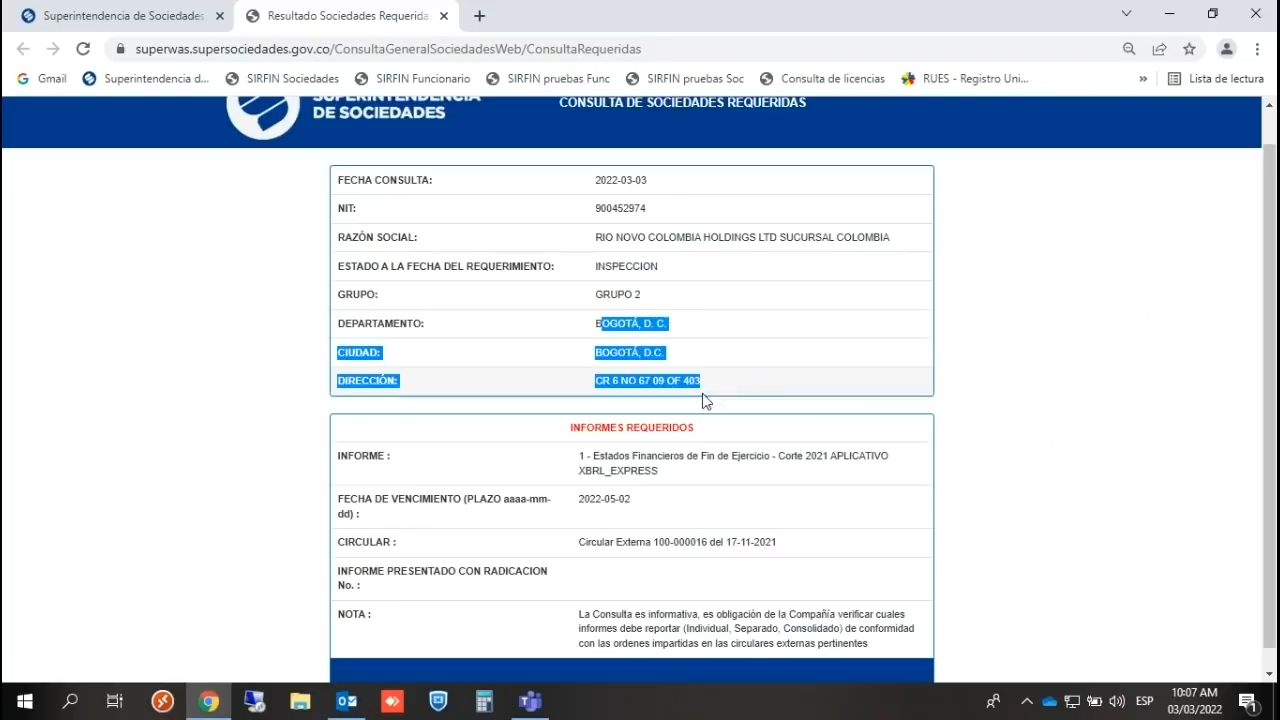 Superintendencia de Sociedades
Resultado Sociedades Requerida
superwas.supersociedades.gov.co/ConsultaGeneralSociedadesWeb/ConsultaRequeridas
Gmail
Superintendencia d...
SIRFIN Sociedades
SIRFIN Funcionario
SIRFIN pruebas Func
SIRFIN pruebas Soc
Consulta de licencias
RUES - Registro Uni...
»
Lista de lectura
SUPERINTENDENCIA
DE SOCIEDADES
CONSULTA DE SOCIEDADES REQUERIDAS
FECHA CONSULTA: 2022-03-03
NIT: 900452974
RAZÓN SOCIAL: RIO NOVO COLOMBIA HOLDINGS LTD SUCURSAL COLOMBIA
ESTADO A LA FECHA DEL REQUERIMIENTO: INSPECCION
GRUPO: GRUPO 2
DEPARTAMENTO: BOGOTÁ, D. C.
CIUDAD: BOGOTÁ, D.C.
DIRECCIÓN: CR 6 NO 67 09 OF 403
INFORMES REQUERIDOS
INFORME : 1 - Estados Financieros de Fin de Ejercicio - Corte 2021 APLICATIVO
XBRL_EXPRESS
FECHA DE VENCIMIENTO (PLAZO aaaa-mm- 2022-05-02
dd) :
CIRCULAR : Circular Externa 100-000016 del 17-11-2021
INFORME PRESENTADO CON RADICACION
No. :
NOTA : La Consulta es informativa, es obligación de la Compañía verificar cuales
informes debe reportar (Individual, Separado, Consolidado) de conformidad
con las ordenes impartidas en las circulares externas pertinentes
ESP
10:07 AM
03/03/2022
1